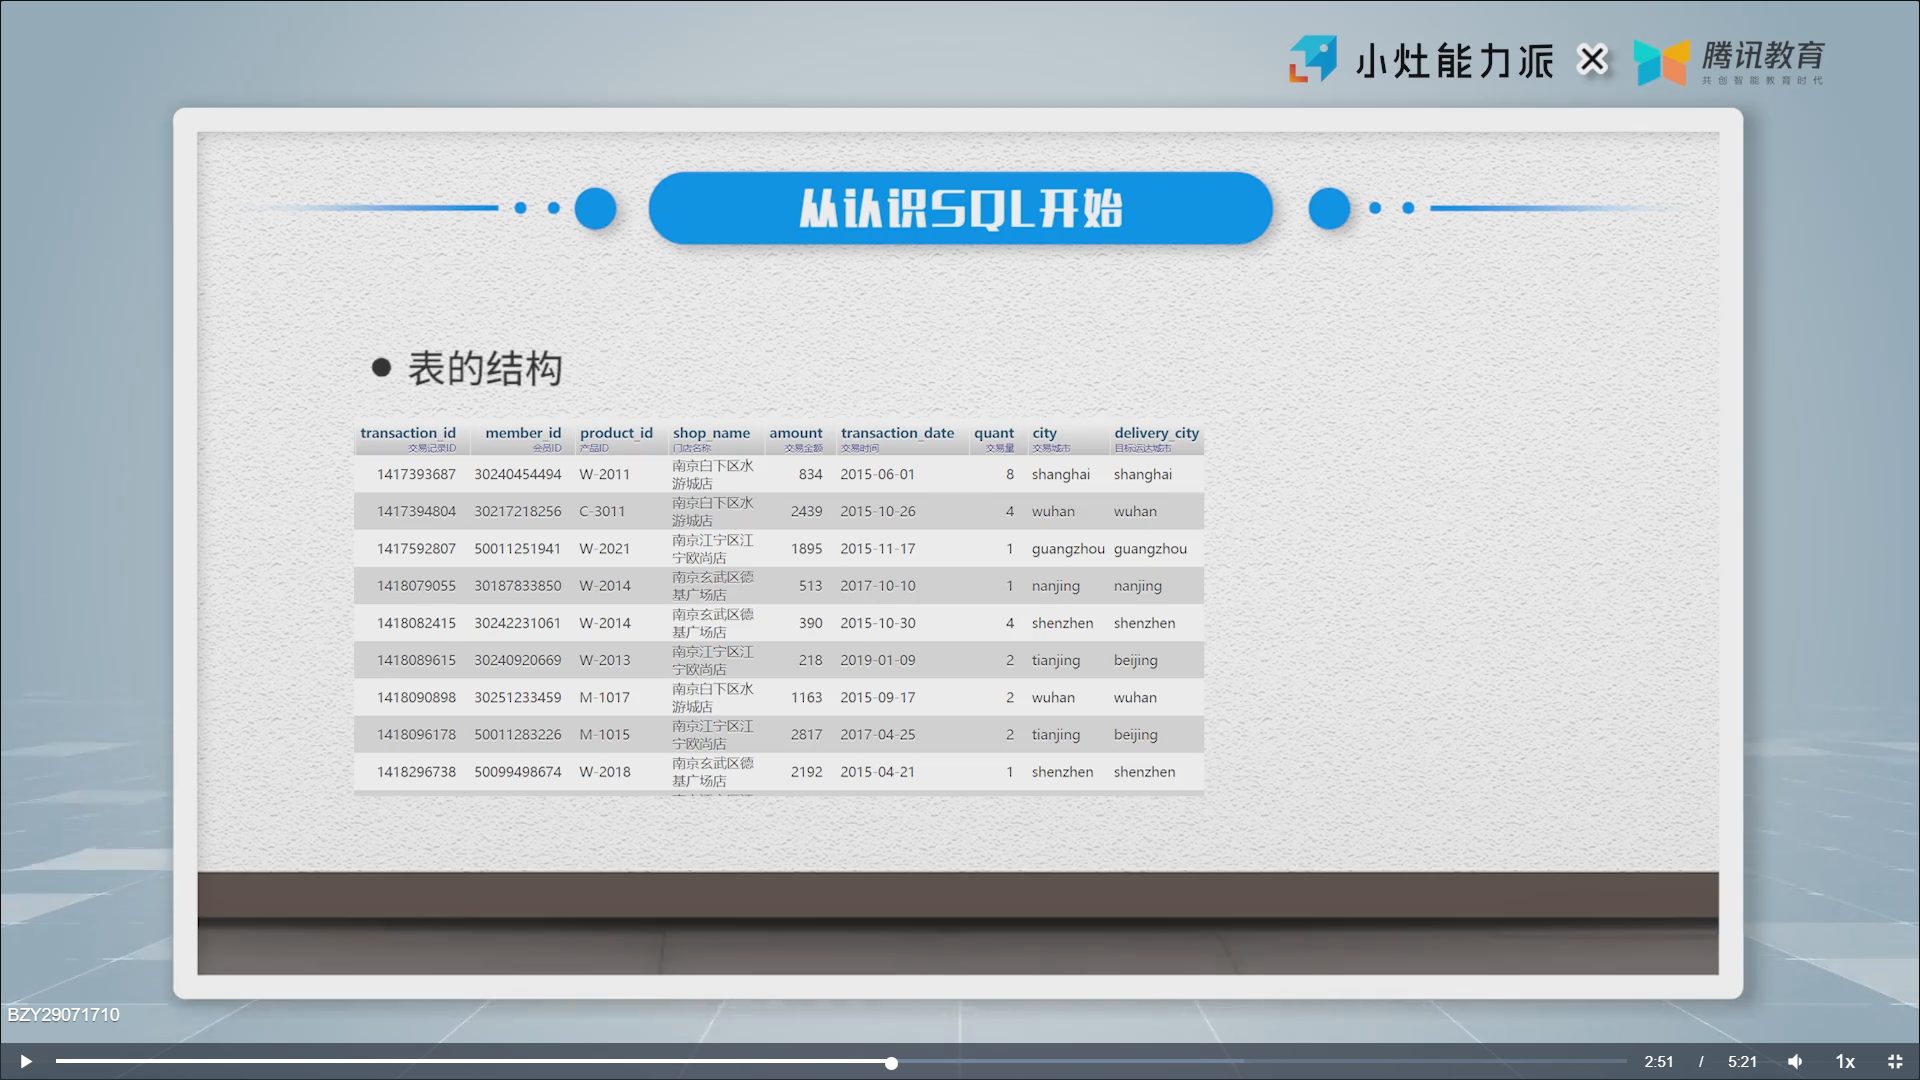 小灶能力派
腾讯教育
共创智能教育时代
从认识SQL开始
表的结构
transaction_id member_id product_id shop_name amount transaction_date quant city delivery_city
交易记录ID 会员ID 产品ID 门店名称 交易金额 交易时间 交易量 交易城市 目标运达城市
1417393687 30240454494 W-2011 南京白下区水游城店 834 2015-06-01 8 shanghai shanghai
1417394804 30217218256 C-3011 南京白下区水游城店 2439 2015-10-26 4 wuhan wuhan
1417592807 50011251941 W-2021 南京江宁区江宁欧尚店 1895 2015-11-17 1 guangzhou guangzhou
1418079055 30187833850 W-2014 南京玄武区德基广场店 513 2017-10-10 1 nanjing nanjing
1418082415 30242231061 W-2014 南京玄武区德基广场店 390 2015-10-30 4 shenzhen shenzhen
1418089615 30240920669 W-2013 南京江宁区江宁欧尚店 218 2019-01-09 2 tianjing beijing
1418090898 30251233459 M-1017 南京白下区水游城店 1163 2015-09-17 2 wuhan wuhan
1418096178 50011283226 M-1015 南京江宁区江宁欧尚店 2817 2017-04-25 2 tianjing beijing
1418296738 50099498674 W-2018 南京玄武区德基广场店 2192 2015-04-21 1 shenzhen shenzhen
BZY29071710
2:51 / 5:21 1x